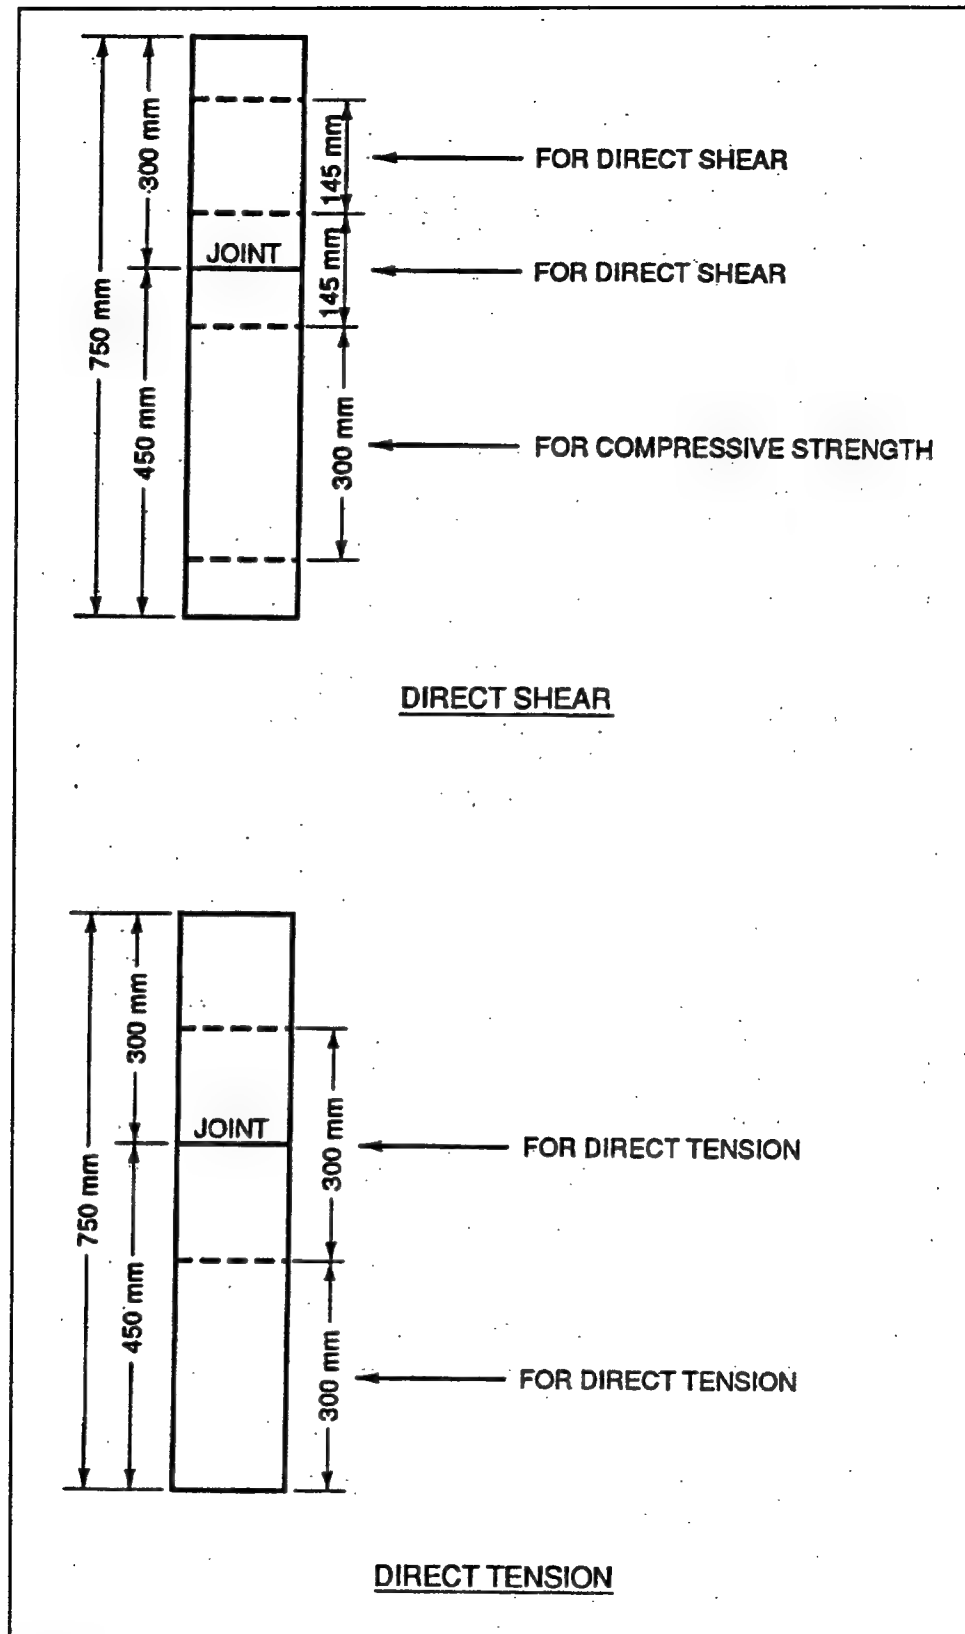 300 mm
145 mm
FOR DIRECT SHEAR
JOINT
145 mm
FOR DIRECT SHEAR
750 mm
450 mm
300 mm
FOR COMPRESSIVE STRENGTH
DIRECT SHEAR
300 mm
JOINT
300 mm
FOR DIRECT TENSION
750 mm
450 mm
300 mm
FOR DIRECT TENSION
DIRECT TENSION